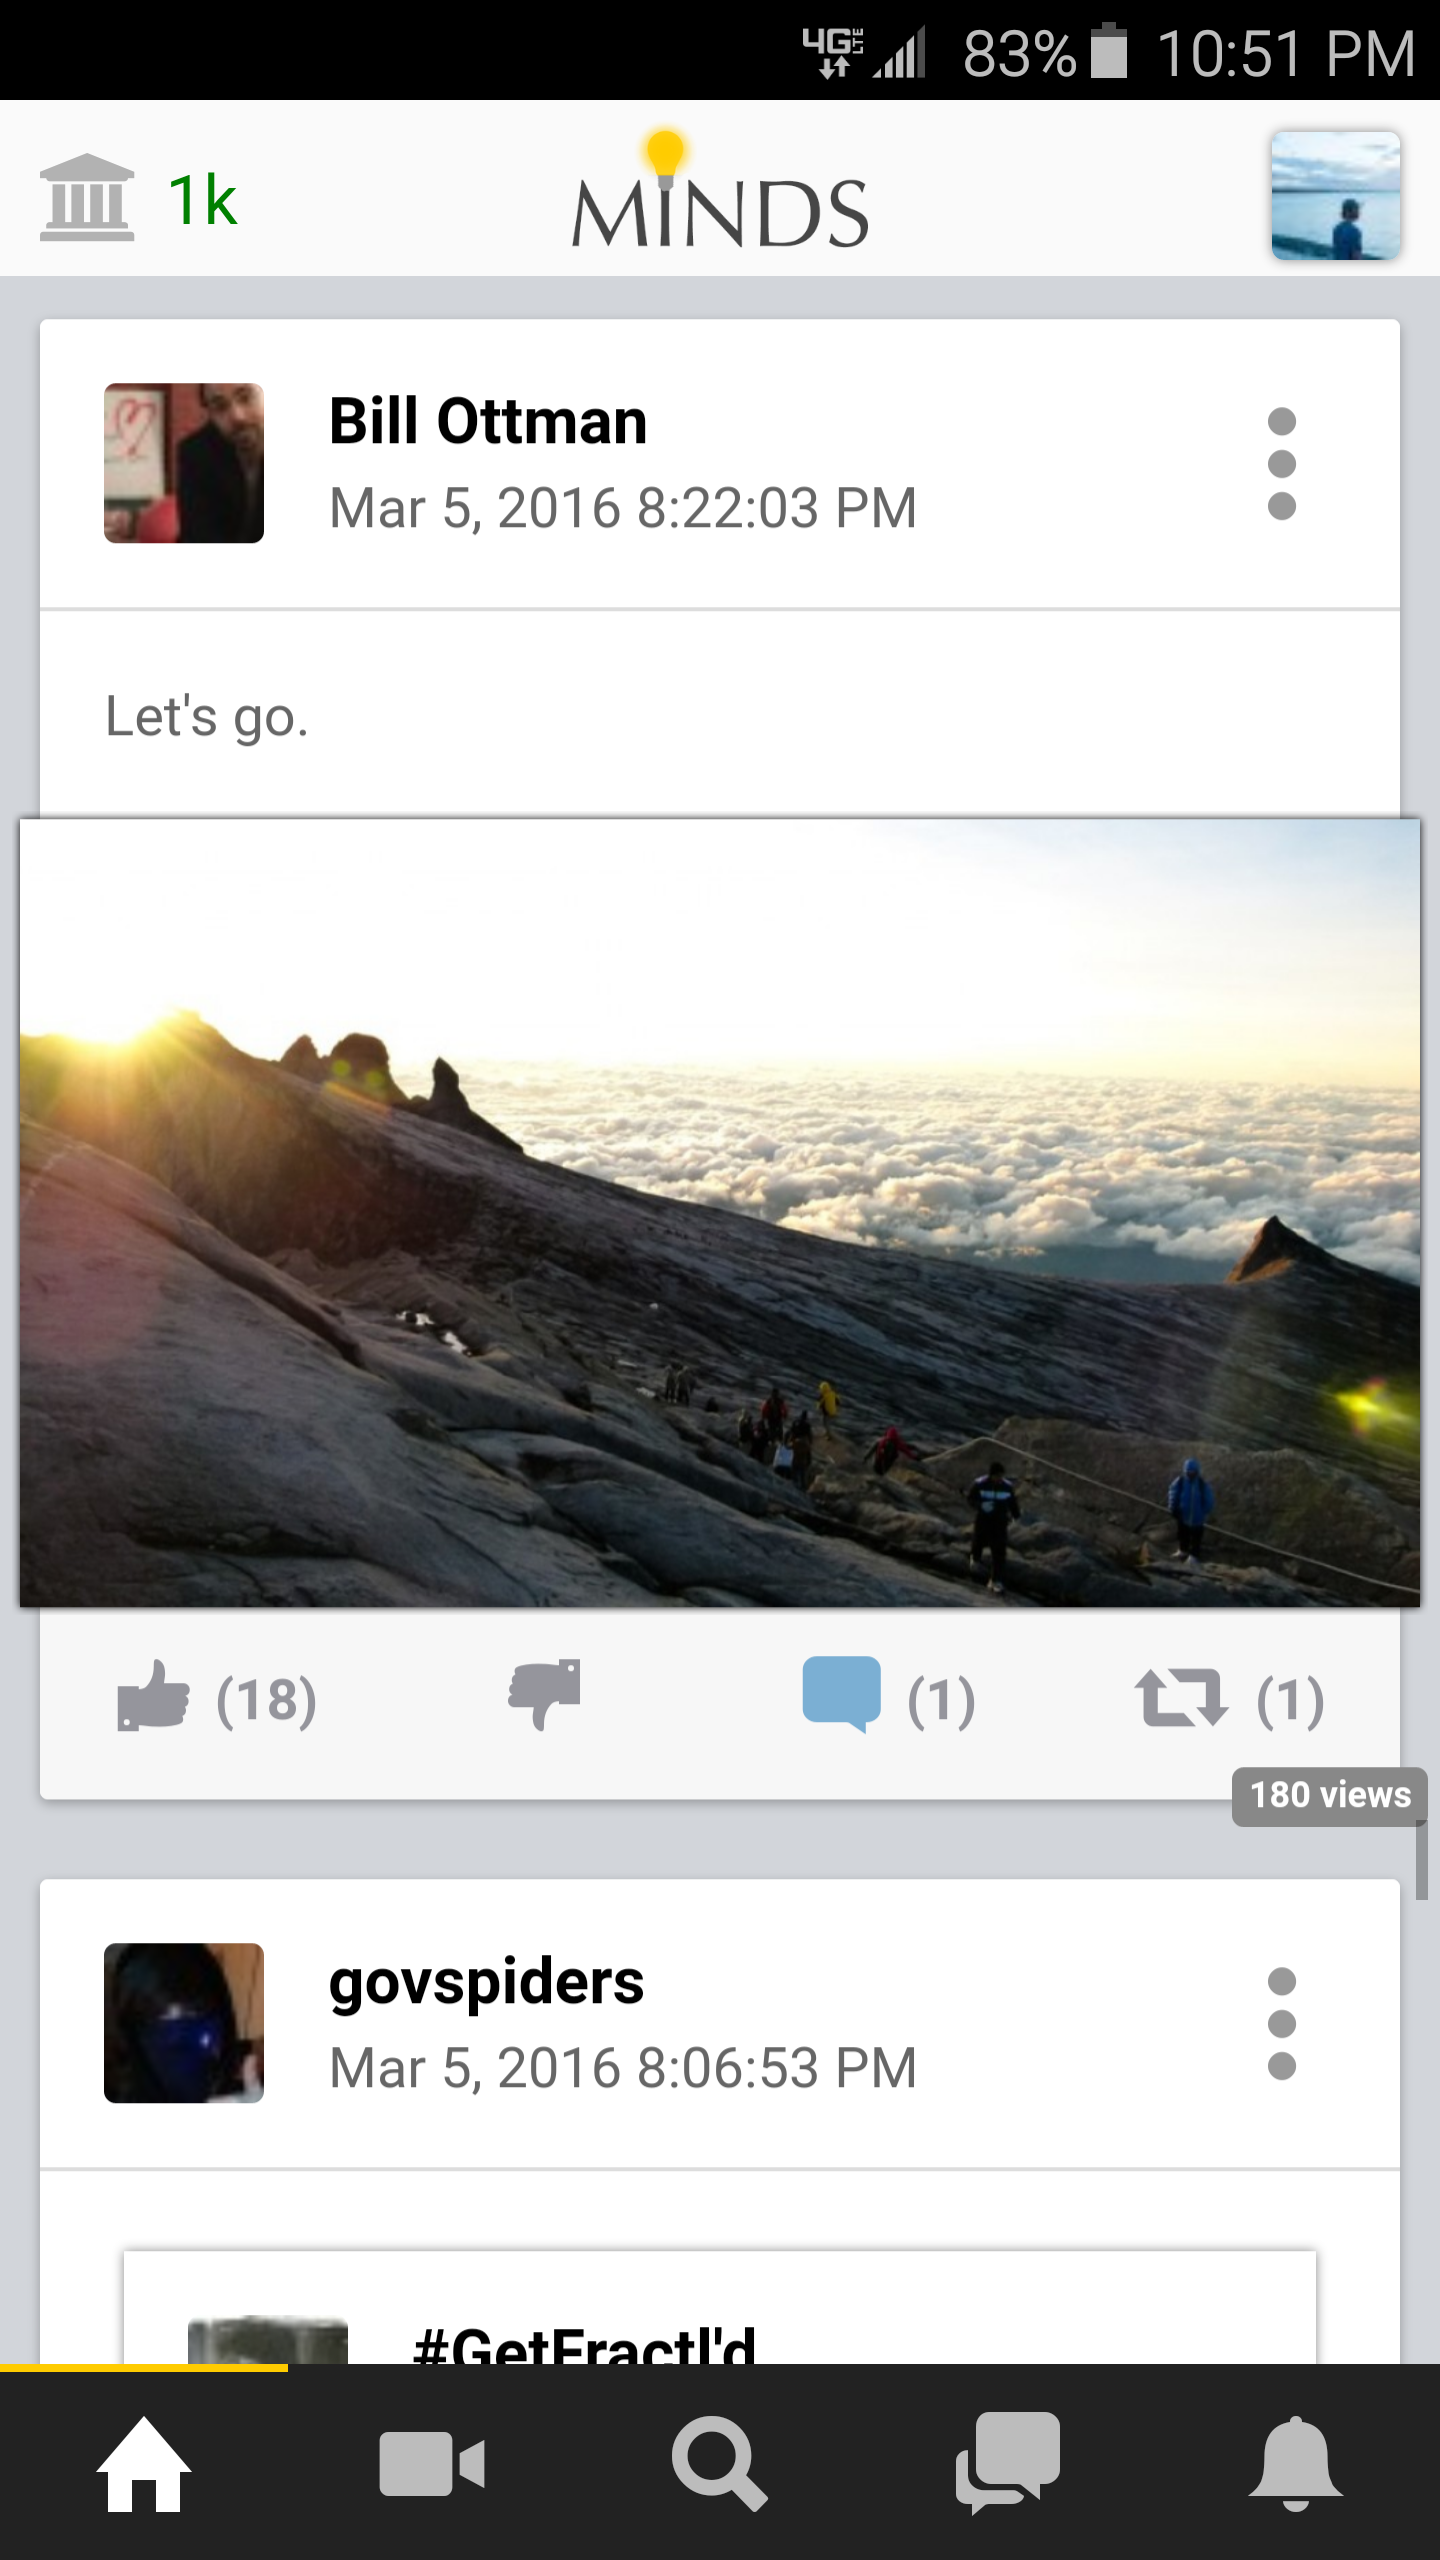 4G LTE 83% 10:51 PM
1k
MINDS
Bill Ottman
Mar 5, 2016 8:22:03 PM
Let's go.
(18)
(1)
(1)
180 views
govspiders
Mar 5, 2016 8:06:53 PM
#GetFractl'd